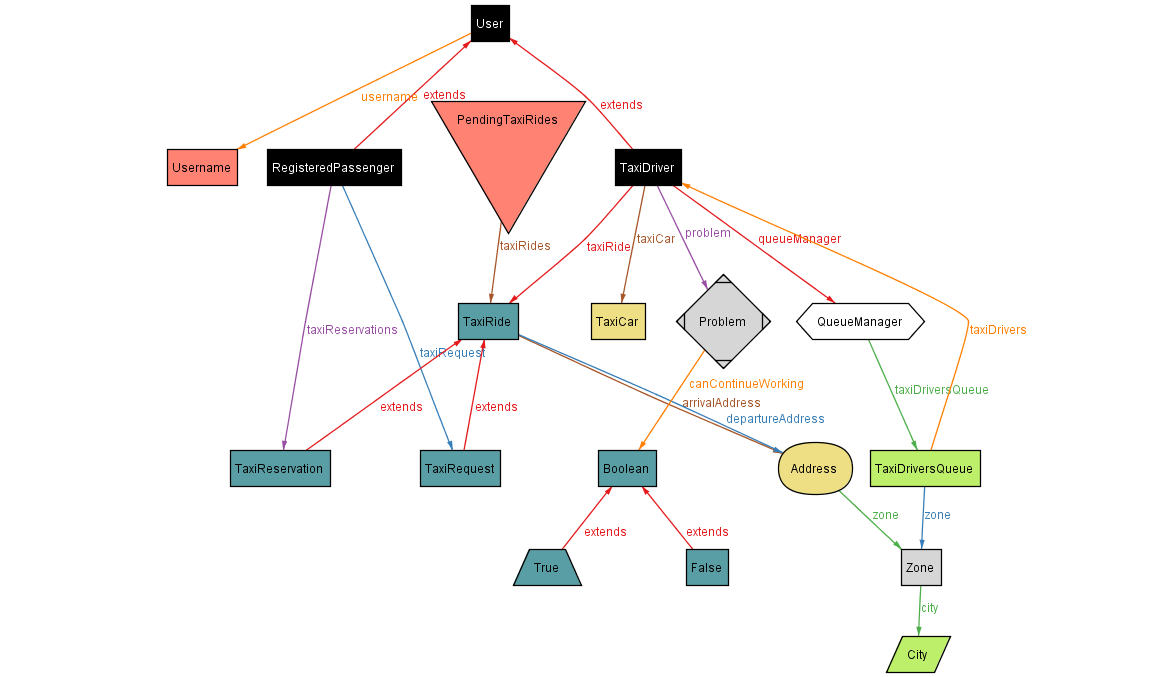 User
username
extends
PendingTaxiRides
extends
Username
RegisteredPassenger
TaxiDriver
taxiRides
taxiRide
taxiCar
problem
queueManager
taxiReservations
TaxiRide
TaxiCar
Problem
QueueManager
taxiDrivers
taxiRequest
extends
extends
canContinueWorking
arrivalAddress
departureAddress
taxiDriversQueue
TaxiReservation
TaxiRequest
Boolean
Address
TaxiDriversQueue
extends
extends
zone
zone
True
False
Zone
city
City